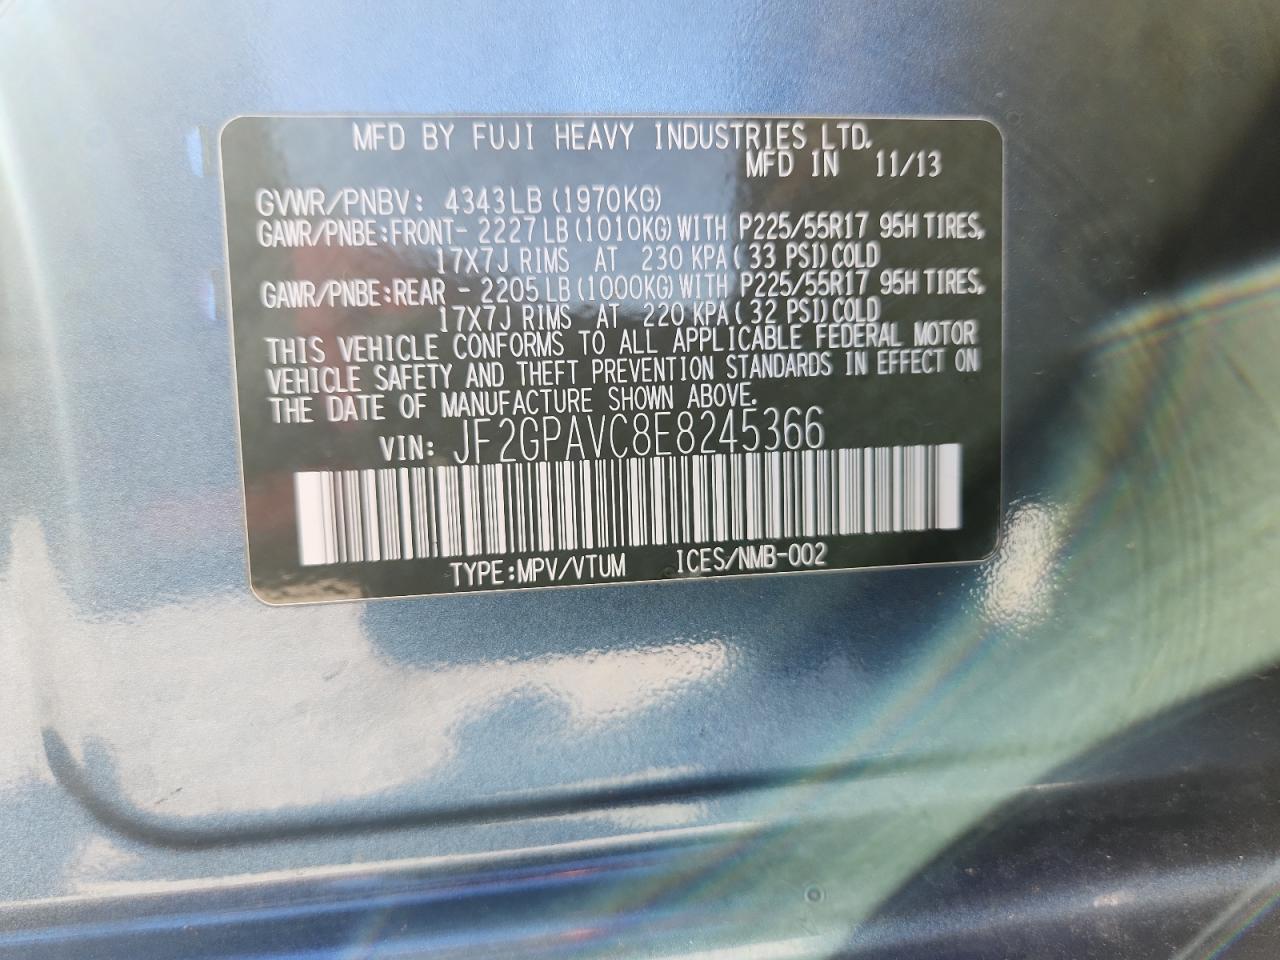 MFD BY FUJI HEAVY INDUSTRIES LTD.
MFD IN 11/13
GVWR/PNBV: 4343LB (1970KG)
GAWR/PNBE:FRONT- 2227LB (1010KG) WITH P225/55R17 95H TIRES,
17X7J RIMS AT 230 KPA( 33 PSI) COLD
GAWR/PNBE:REAR - 2205LB (1000KG) WITH P225/55R17 95H TIRES,
17X7J RIMS AT 220 KPA( 32 PSI) COLD
THIS VEHICLE CONFORMS TO ALL APPLICABLE FEDERAL MOTOR
VEHICLE SAFETY AND THEFT PREVENTION STANDARDS IN EFFECT ON
THE DATE OF MANUFACTURE SHOWN ABOVE.
VIN: JF2GPAVC8E8245366
TYPE:MPV/VTUM ICES/NMB-002